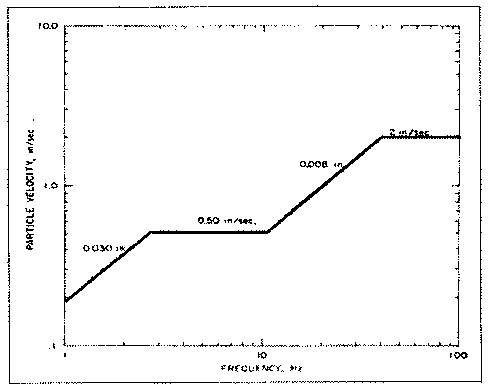 10.0
2 in/sec
0.008 in.
PARTICLE VELOCITY, in/sec.
1.0
0.50 in/sec.
0.030 in.
.1
1
10
100
FREQUENCY, Hz